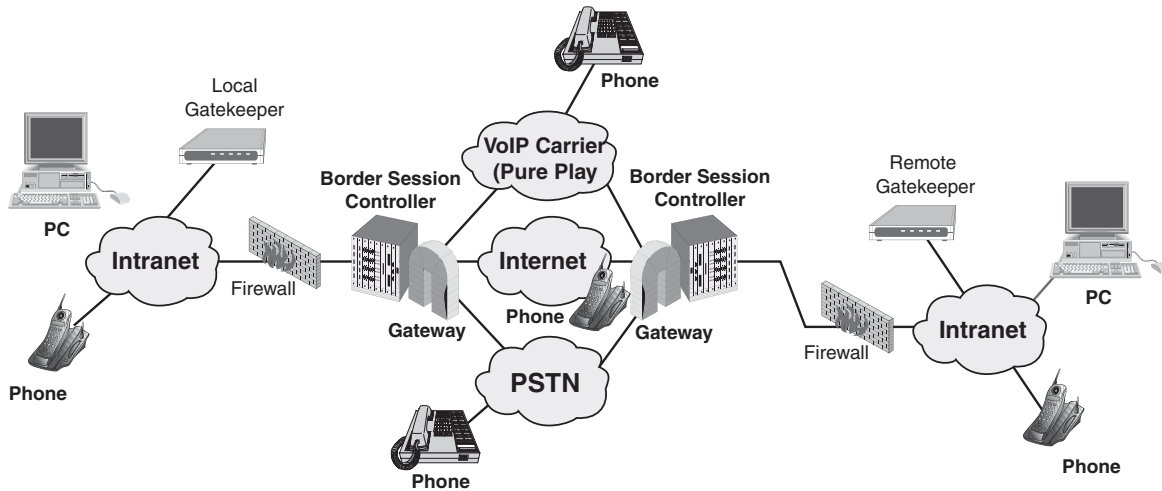 Phone
Local
Gatekeeper
VoIP Carrier
(Pure Play
Border Session
Controller
Border Session
Controller
Remote
Gatekeeper
PC
Intranet
Firewall
Internet
Phone
Gateway
Gateway
PC
Intranet
Firewall
Phone
PSTN
Phone
Phone